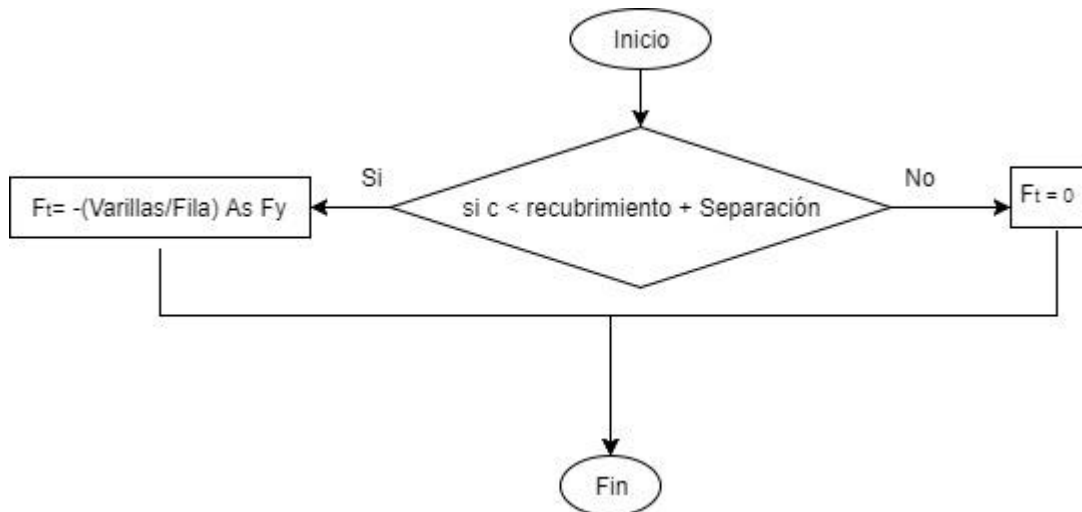 Inicio
Si
No
si c < recubrimiento + Separación
Ft= -(Varillas/Fila) As Fy
Ft = 0
Fin